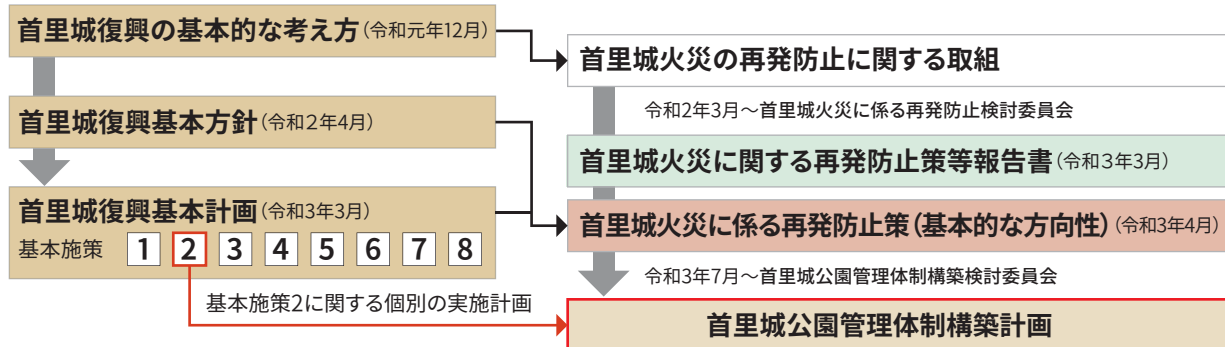 首里城復興の基本的な考え方(令和元年12月)
首里城復興基本方針(令和2年4月)
首里城復興基本計画(令和3年3月)
基本施策 1 2 3 4 5 6 7 8
基本施策2に関する個別の実施計画
首里城火災の再発防止に関する取組
令和2年3月～首里城火災に係る再発防止検討委員会
首里城火災に関する再発防止策等報告書(令和3年3月)
首里城火災に係る再発防止策(基本的な方向性)(令和3年4月)
令和3年7月～首里城公園管理体制構築検討委員会
首里城公園管理体制構築計画